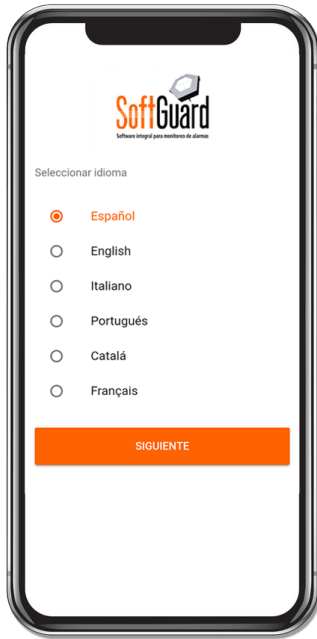 SoftGuard
Software integral para monitoreo de alarmas
Seleccionar idioma
Español
English
Italiano
Portugués
Catalá
Français
SIGUIENTE